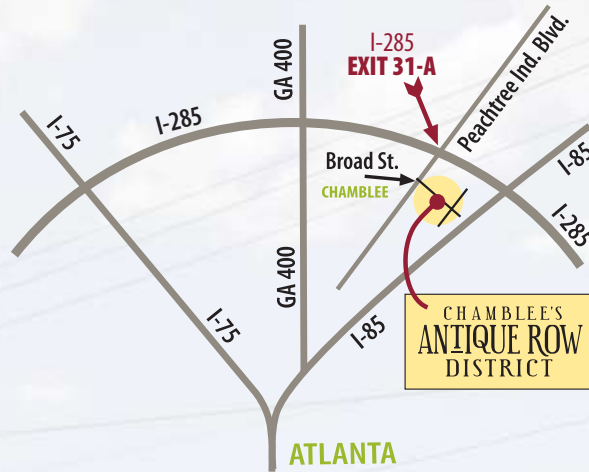 I-285
EXIT 31-A
GA 400
Peachtree Ind. Blvd.
I-75
I-285
Broad St.
CHAMBLEE
I-85
I-285
GA 400
I-75
I-85
CHAMBLEE'S
ANTIQUE ROW
DISTRICT
ATLANTA